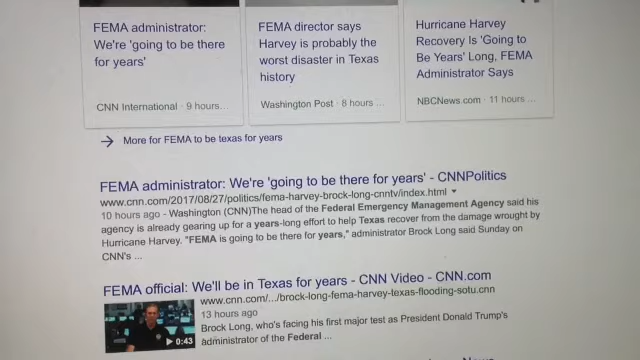 FEMA administrator:
We're 'going to be there
for years'
CNN International · 9 hours...
FEMA director says
Harvey is probably the
worst disaster in Texas
history
Washington Post · 8 hours ...
Hurricane Harvey
Recovery Is 'Going to
Be Years' Long, FEMA
Administrator Says
NBCNews.com · 11 hours ...
More for FEMA to be texas for years
FEMA administrator: We're 'going to be there for years' - CNNPolitics
www.cnn.com/2017/08/27/politics/fema-harvey-brock-long-cnntv/index.html
10 hours ago - Washington (CNN)The head of the Federal Emergency Management Agency said his
agency is already gearing up for a years-long effort to help Texas recover from the damage wrought by
Hurricane Harvey. "FEMA is going to be there for years," administrator Brock Long said Sunday on
CNN's ...
FEMA official: We'll be in Texas for years - CNN Video - CNN.com
www.cnn.com/.../brock-long-fema-harvey-texas-flooding-sotu.cnn
13 hours ago
Brock Long, who's facing his first major test as President Donald Trump's
administrator of the Federal ...
0:43